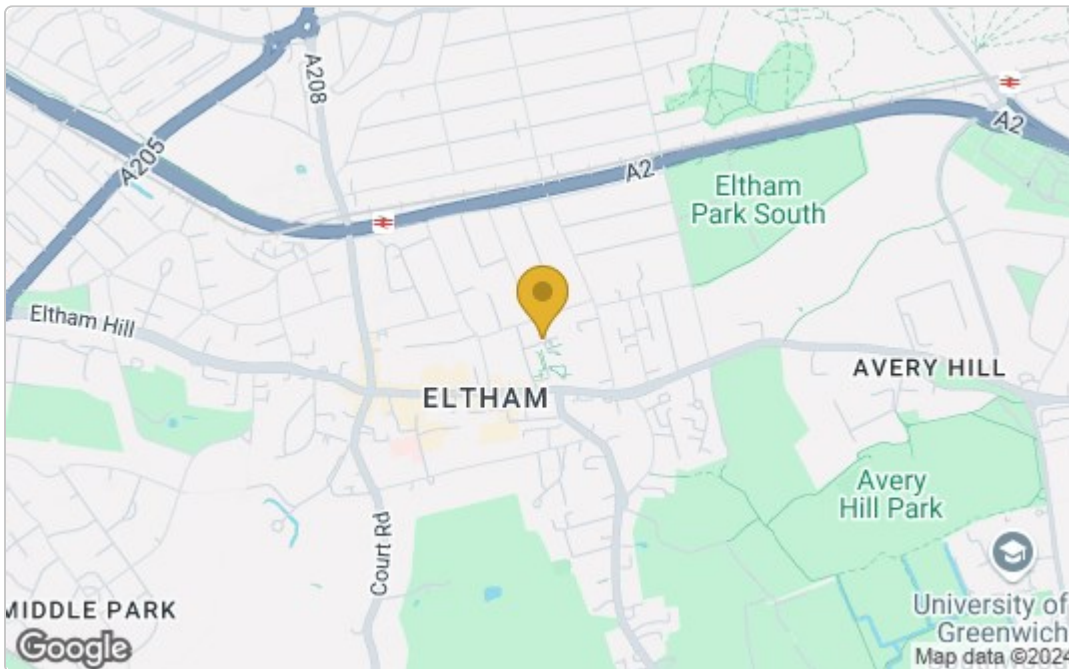 A208
A205
A2
A2
Eltham
Park South
Eltham Hill
AVERY HILL
ELTHAM
Avery
Hill Park
Court Rd
MIDDLE PARK
University of
Greenwich
Google
Map data ©2024